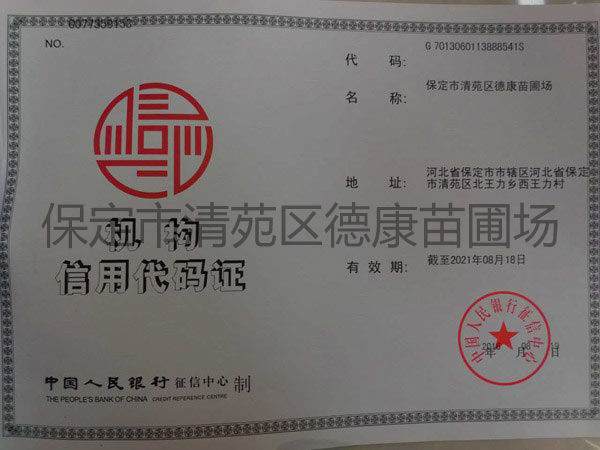 0077359153
NO.
代 码: G 7013060113888541S
名 称: 保定市清苑区德康苗圃场
地 址: 河北省保定市市辖区河北省保定
市清苑区北王力乡西王力村
保定市清苑区德康苗圃场
机 构
信用代码证
有 效 期: 截至2021年08月18日
中国人民银行征信中心
年 月 日
中国人民银行 征信中心 制
THE PEOPLE'S BANK OF CHINA CREDIT REFERENCE CENTRE